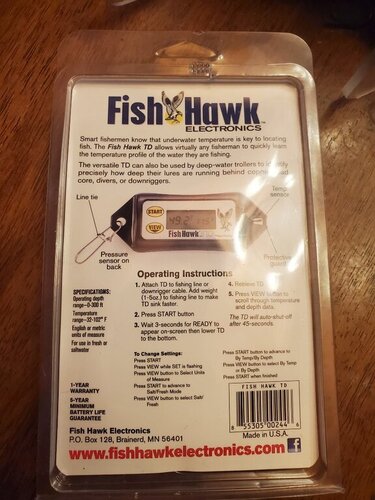 Fish Hawk™
ELECTRONICS
Smart fishermen know that underwater temperature is key to locating
fish. The Fish Hawk TD allows virtually any fisherman to quickly learn
the temperature profile of the water they are fishing.
The versatile TD can also be used by deep-water trollers to identify
precisely how deep their lures are running behind
core, divers, or downriggers.
Line tie
Temp
sensor
START
VIEW
Fish Hawk
Pressure
sensor on
back
Protective
guard
Operating Instructions
1. Attach TD to fishing line or
downrigger cable. Add weight
(1-5oz.) to fishing line to make
TD sink faster.
2. Press START button
3. Wait 3-seconds for READY to
appear on-screen then lower TD
to the bottom.
4. Retrieve TD
5. Press VIEW button to
scroll through temperature
and depth data.
The TD will auto-shut-off
after 45-seconds.
SPECIFICATIONS:
Operating depth
range–0-300 ft
Temperature
range–32-102° F
English or metric
units of measure
For use in fresh or
saltwater
1-YEAR
WARRANTY
5-YEAR
MINIMUM
BATTERY LIFE
GUARANTEE
To Change Settings:
Press START
Press VIEW while SET is flashing
Press VIEW button to Select Units
of Measure
Press START to advance to
Salt/Fresh Mode
Press VIEW button to select Salt/
Fresh
Press START button to advance to
By Temp/By Depth
Press VIEW button to select By Temp
or By Depth
Press START when finished
FISH HAWK TD
8 55305 00244 6
Made in U.S.A.
Fish Hawk Electronics
P.O. Box 128, Brainerd, MN 56401
www.fishhawkelectronics.com
f